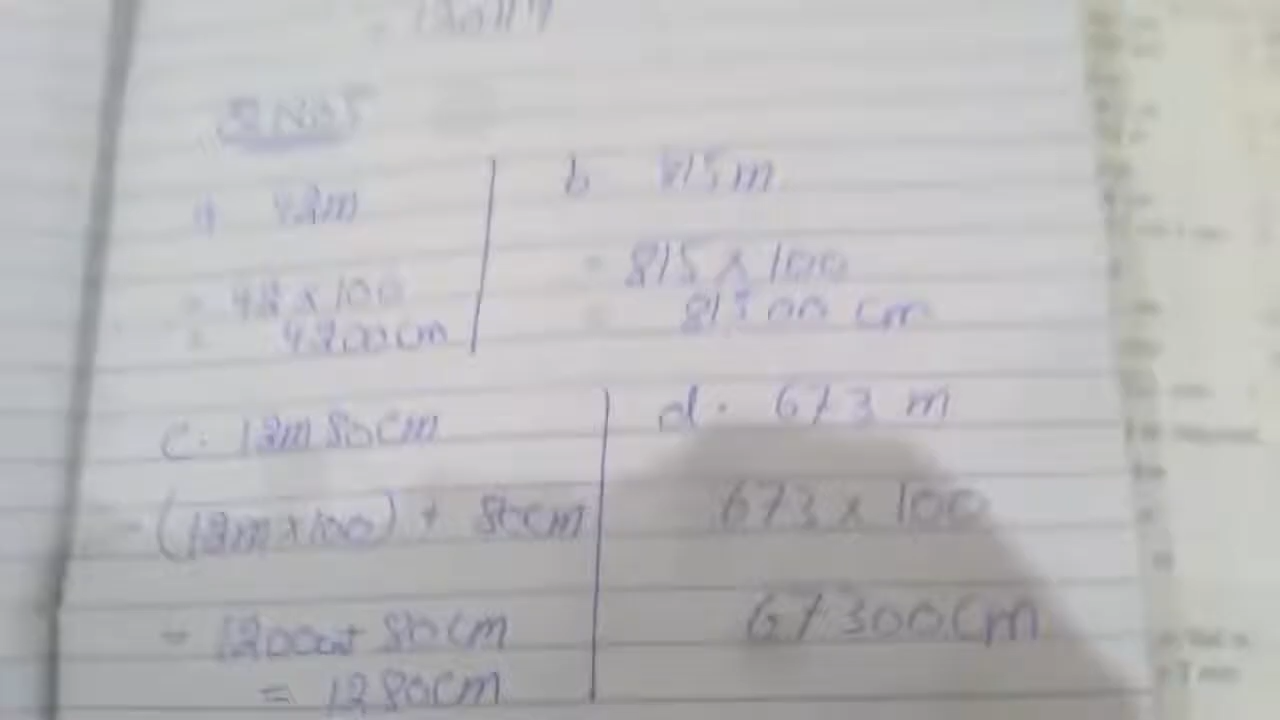 a 42m
= 42 x 100
= 4200cm
b 815m
= 815 x 100
= 81500 cm
c. 12m 80cm
= (12m x 100) + 80cm
= 1200cm + 80cm
= 1280cm
d. 673 m
673 x 100
67300cm